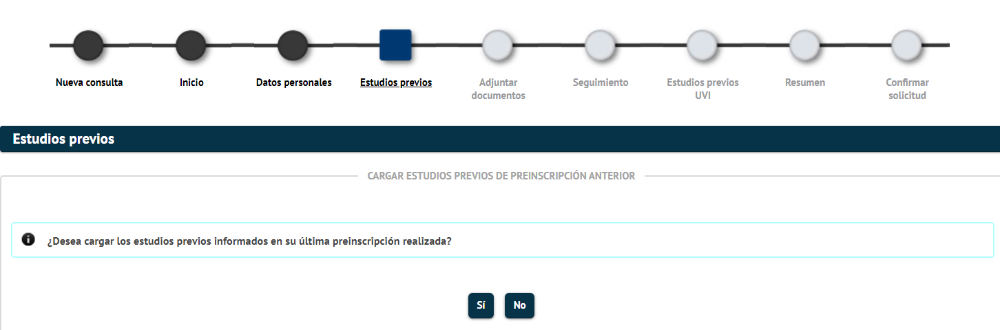 Nueva consulta
Inicio
Datos personales
Estudios previos
Adjuntar
documentos
Seguimiento
Estudios previos
UVI
Resumen
Confirmar
solicitud
Estudios previos
CARGAR ESTUDIOS PREVIOS DE PREINSCRIPCIÓN ANTERIOR
¿Desea cargar los estudios previos informados en su última preinscripción realizada?
Sí
No